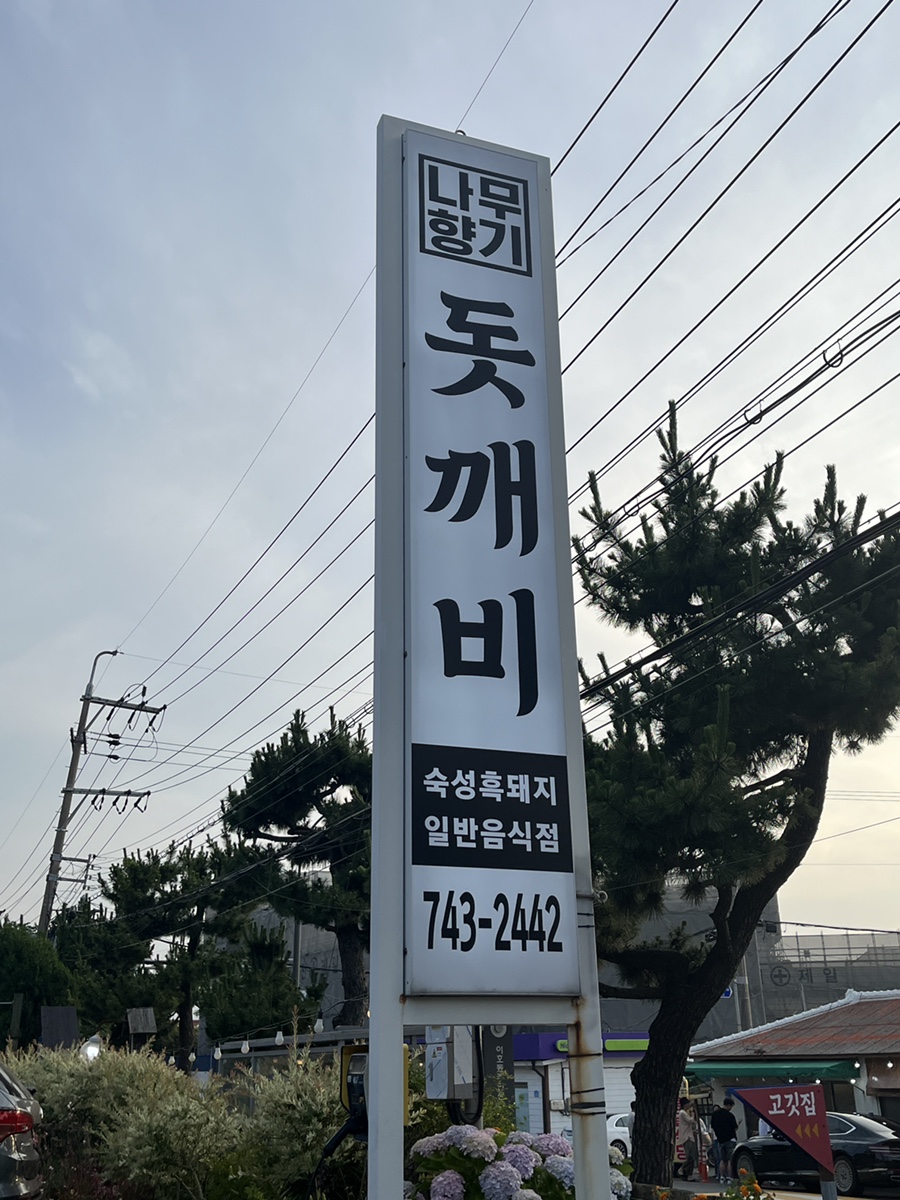 나무
향기
돗깨비
숙성흑돼지
일반음식점
743-2442
제일
고깃집